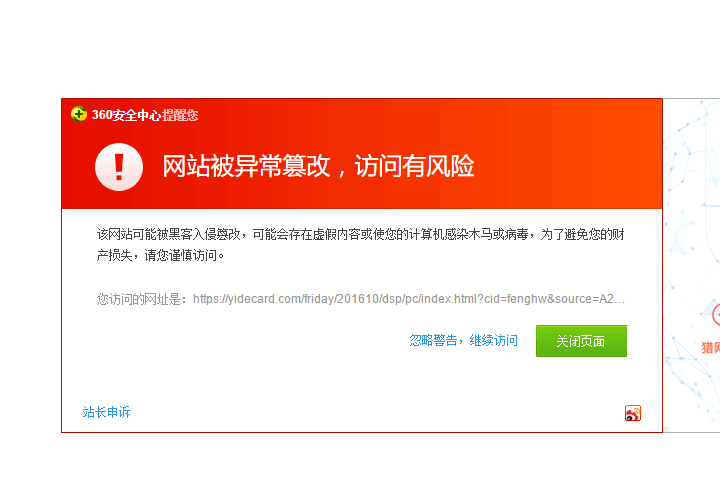 360安全中心提醒您
网站被异常篡改，访问有风险
该网站可能被黑客入侵篡改，可能会存在虚假内容或使您的计算机感染木马或病毒，为了避免您的财
产损失，请您谨慎访问。
您访问的网址是：https://yidecard.com/friday/201610/dsp/pc/index.html?cid=fenghw&source=A2...
忽略警告，继续访问
关闭页面
猎网
站长申诉